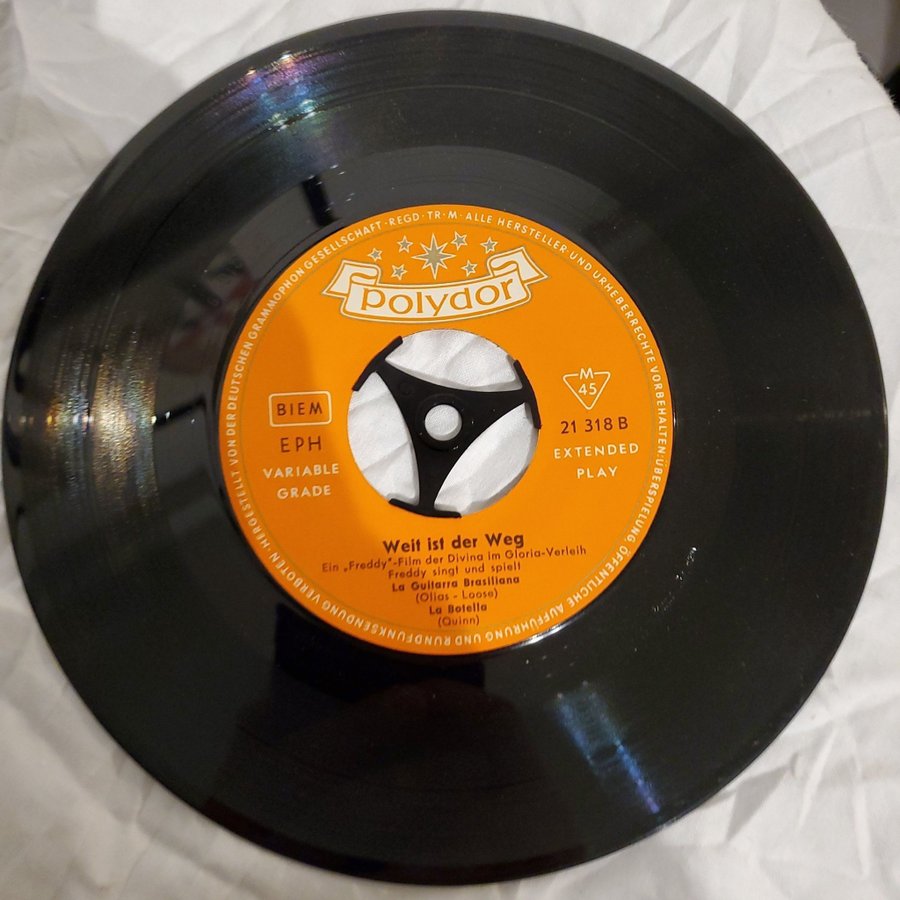 HERGESTELLT VON DER DEUTSCHEN GRAMMOPHON GESELLSCHAFT · REGD · TR · M · ALLE HERSTELLER- UND URHEBERRECHTE VORBEHALTEN · ÜBERSPIELUNG, ÖFFENTLICHE AUFFÜHRUNG UND RUNDFUNKSENDUNG VERBOTEN ·
polydor
BIEM
EPH
VARIABLE
GRADE
M
45
21 318 B
EXTENDED
PLAY
Weit ist der Weg
Ein „Freddy"-Film der Divina im Gloria-Verleih
Freddy singt und spielt
La Guitarra Brasiliana
(Olias - Loose)
La Botella
(Quinn)